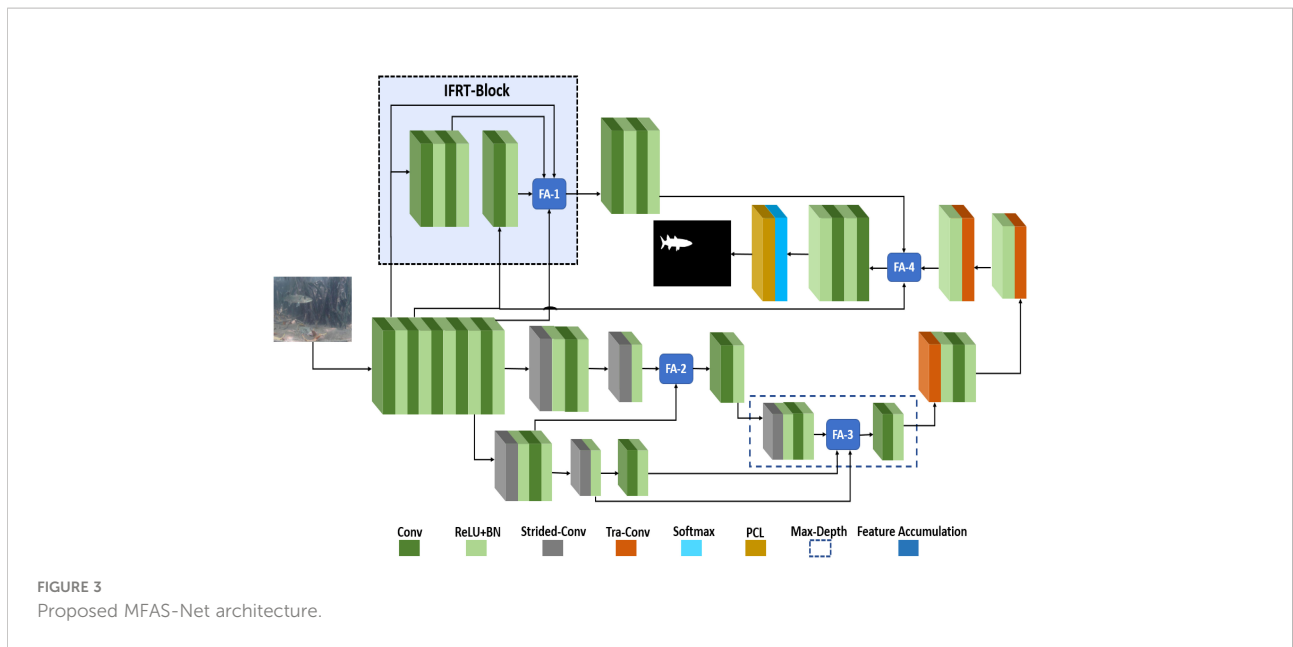 IFRT-Block
FA-1
FA-4
FA-2
FA-3
Conv ReLU+BN Strided-Conv Tra-Conv Softmax PCL Max-Depth Feature Accumulation
FIGURE 3
Proposed MFAS-Net architecture.